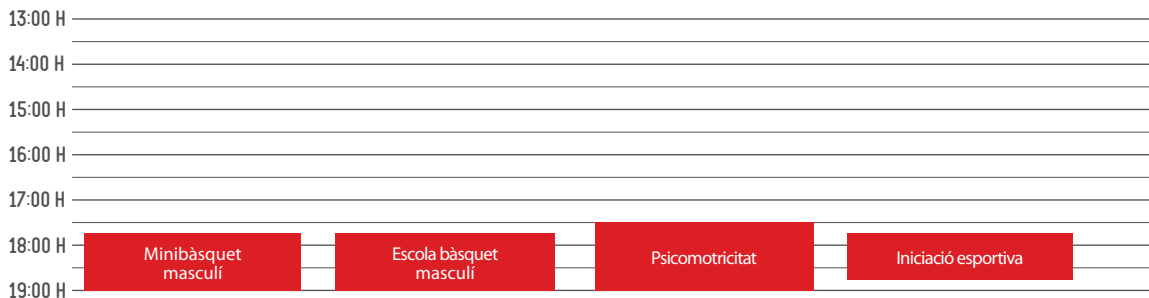 13:00 H
14:00 H
15:00 H
16:00 H
17:00 H
18:00 H
19:00 H
Minibàsquet
masculí
Escola bàsquet
masculí
Psicomotricitat
Iniciació esportiva